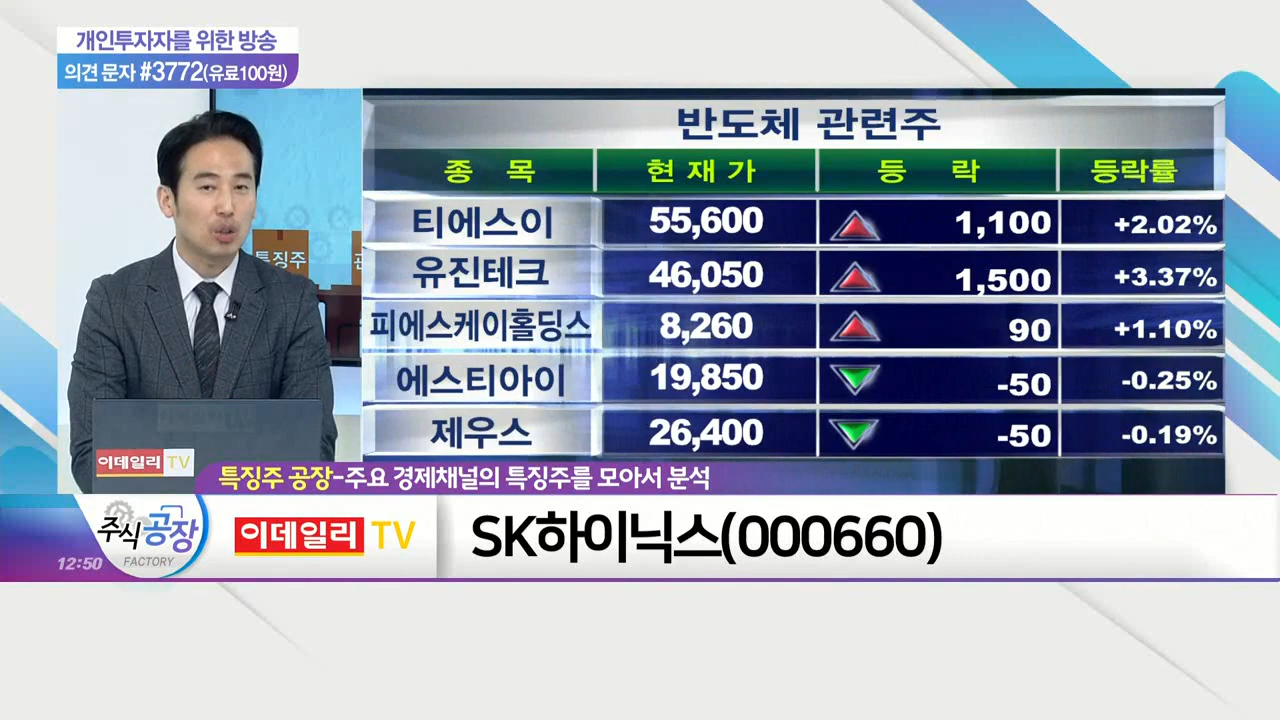 개인투자자를 위한 방송
의견 문자 #3772(유료100원)
반도체 관련주
종 목 현 재 가 등 락 등락률
티에스이 55,600 1,100 +2.02%
유진테크 46,050 1,500 +3.37%
피에스케이홀딩스 8,260 90 +1.10%
에스티아이 19,850 -50 -0.25%
제우스 26,400 -50 -0.19%
특징주
이데일리 TV
특징주 공장-주요 경제채널의 특징주를 모아서 분석
주식공장
FACTORY
12:50
이데일리 TV
SK하이닉스(000660)